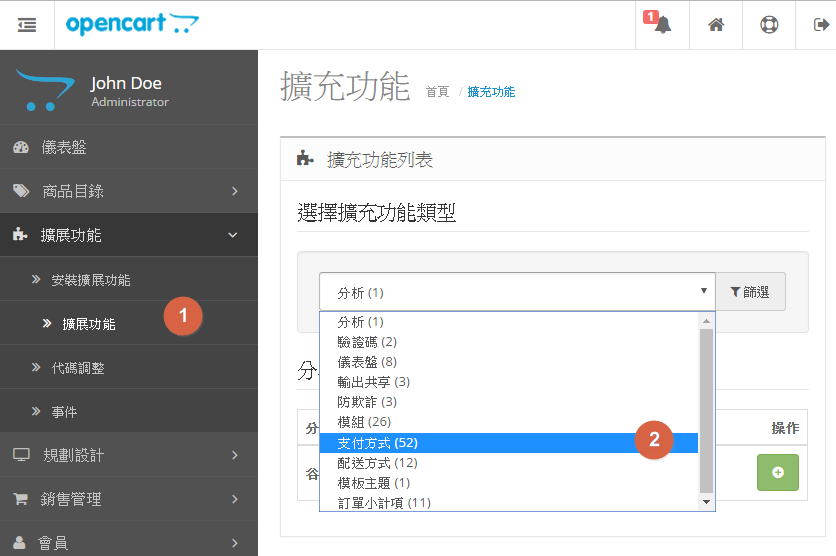 opencart
1
John Doe
Administrator
儀表盤
商品目錄
擴展功能
安裝擴展功能
擴展功能
1
代碼調整
事件
規劃設計
銷售管理
會員
擴充功能
首頁 / 擴充功能
擴充功能列表
選擇擴充功能類型
分析 (1)
篩選
分析 (1)
驗證碼 (2)
儀表盤 (8)
輸出共享 (3)
防欺詐 (3)
模組 (26)
支付方式 (52)
2
配送方式 (12)
模板主題 (1)
訂單小計項 (11)
分
分
操作
谷